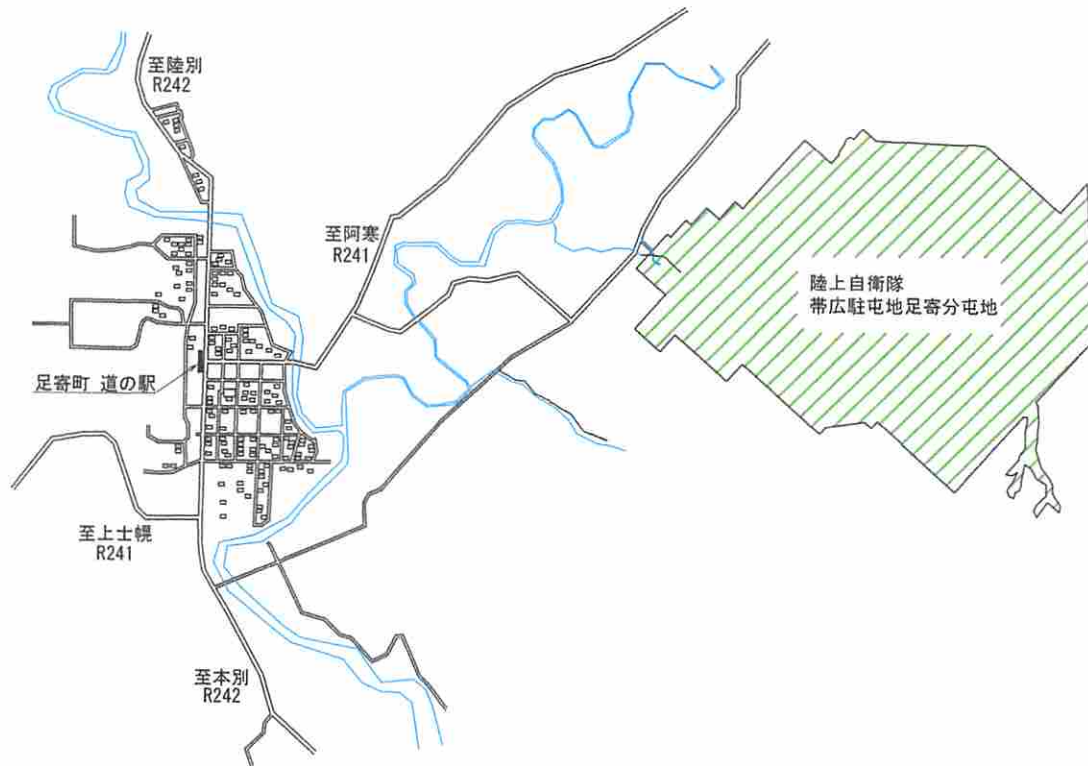 至陸別
R242
至阿寒
R241
陸上自衛隊
帯広駐屯地足寄分屯地
足寄町 道の駅
至上士幌
R241
至本別
R242